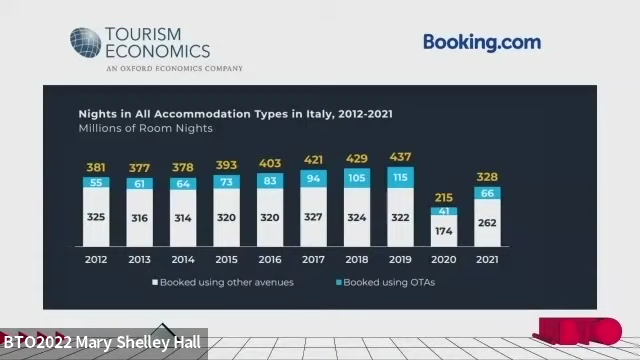 TOURISM
ECONOMICS
AN OXFORD ECONOMICS COMPANY
Booking.com
Nights in All Accommodation Types in Italy, 2012-2021
Millions of Room Nights
381 377 378 393 403 421 429 437 215 328
55 61 64 73 83 94 105 115 41 66
325 316 314 320 320 327 324 322 174 262
2012 2013 2014 2015 2016 2017 2018 2019 2020 2021
Booked using other avenues Booked using OTAs
BTO2022 Mary Shelley Hall
BTO